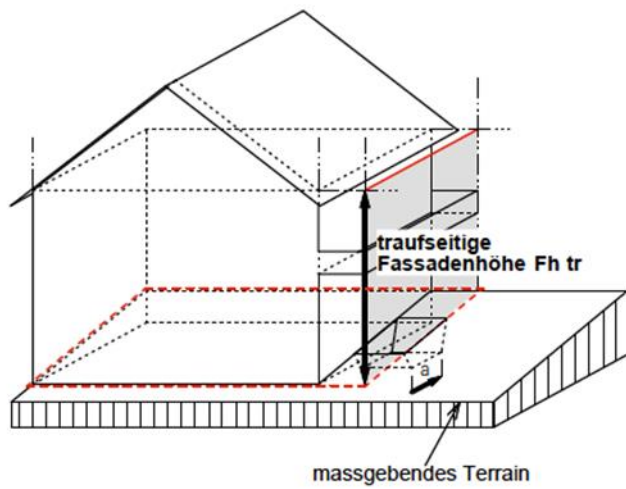 traufseitige
Fassadenhöhe Fh tr
a
massgebendes Terrain